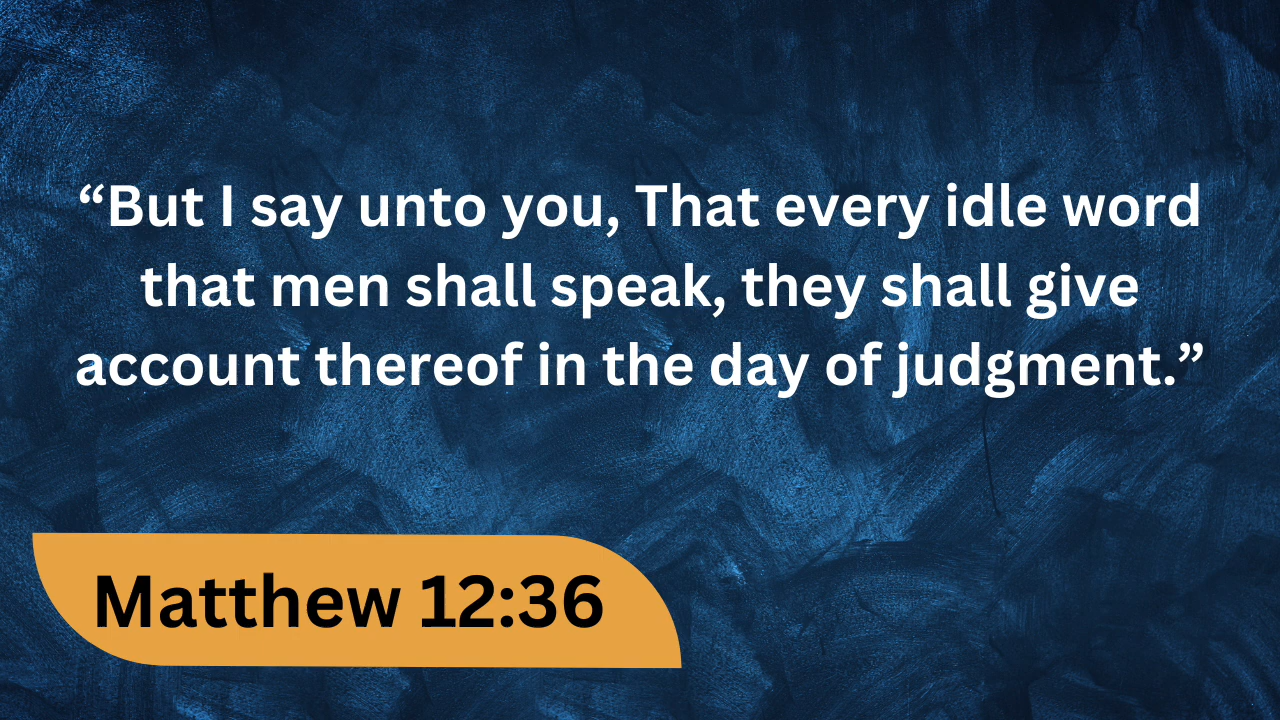 “But I say unto you, That every idle word
that men shall speak, they shall give
account thereof in the day of judgment.”
Matthew 12:36